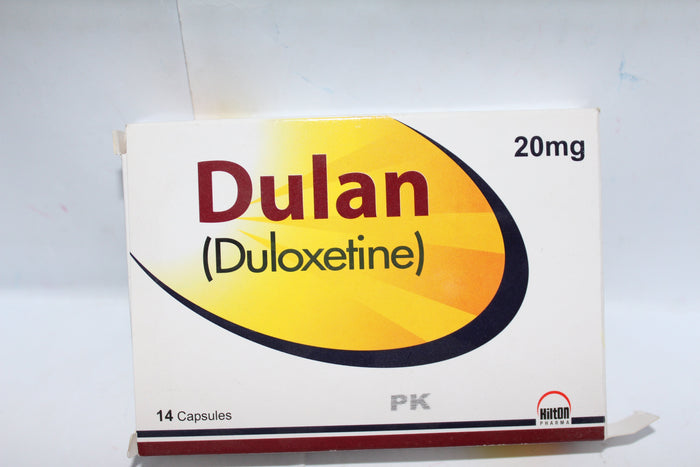 20mg
Dulan
(Duloxetine)
14 Capsules
PK
HiltON
PHARMA